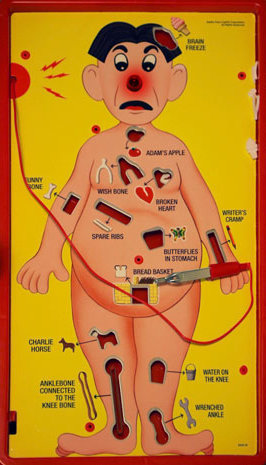 BRAIN
FREEZE
ADAM'S APPLE
WISH BONE
BROKEN
HEART
FUNNY
BONE
SPARE RIBS
WRITER'S
CRAMP
BUTTERFLIES
IN STOMACH
BREAD BASKET
CHARLIE
HORSE
WATER ON
THE KNEE
ANKLEBONE
CONNECTED
TO THE
KNEE BONE
WRENCHED
ANKLE